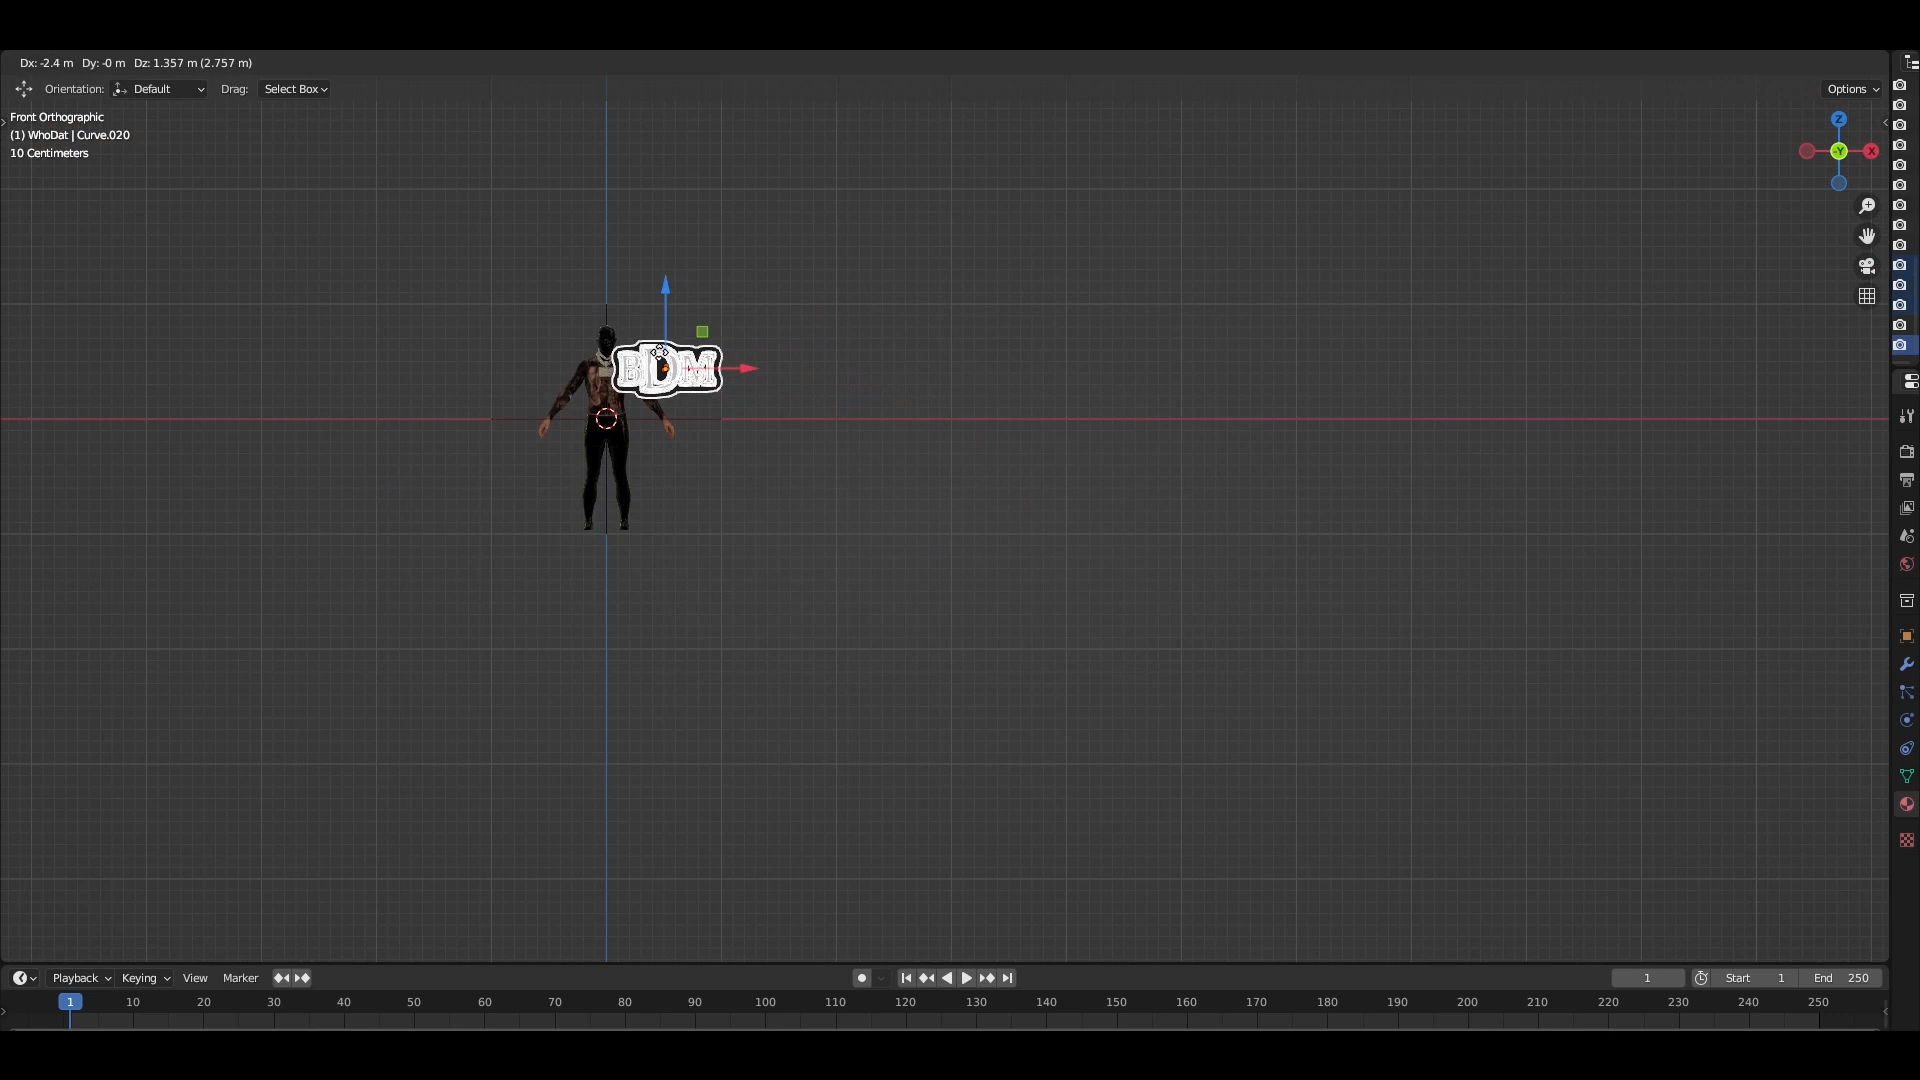 Dx: -2.4 m Dy: -0 m Dz: 1.357 m (2.757 m)
Orientation: Default Drag: Select Box Options
Front Orthographic
(1) WhoDat | Curve.020
10 Centimeters
Z
-Y X
BDM
Playback Keying View Marker 1 Start 1 End 250
1 10 20 30 40 50 60 70 80 90 100 110 120 130 140 150 160 170 180 190 200 210 220 230 240 250